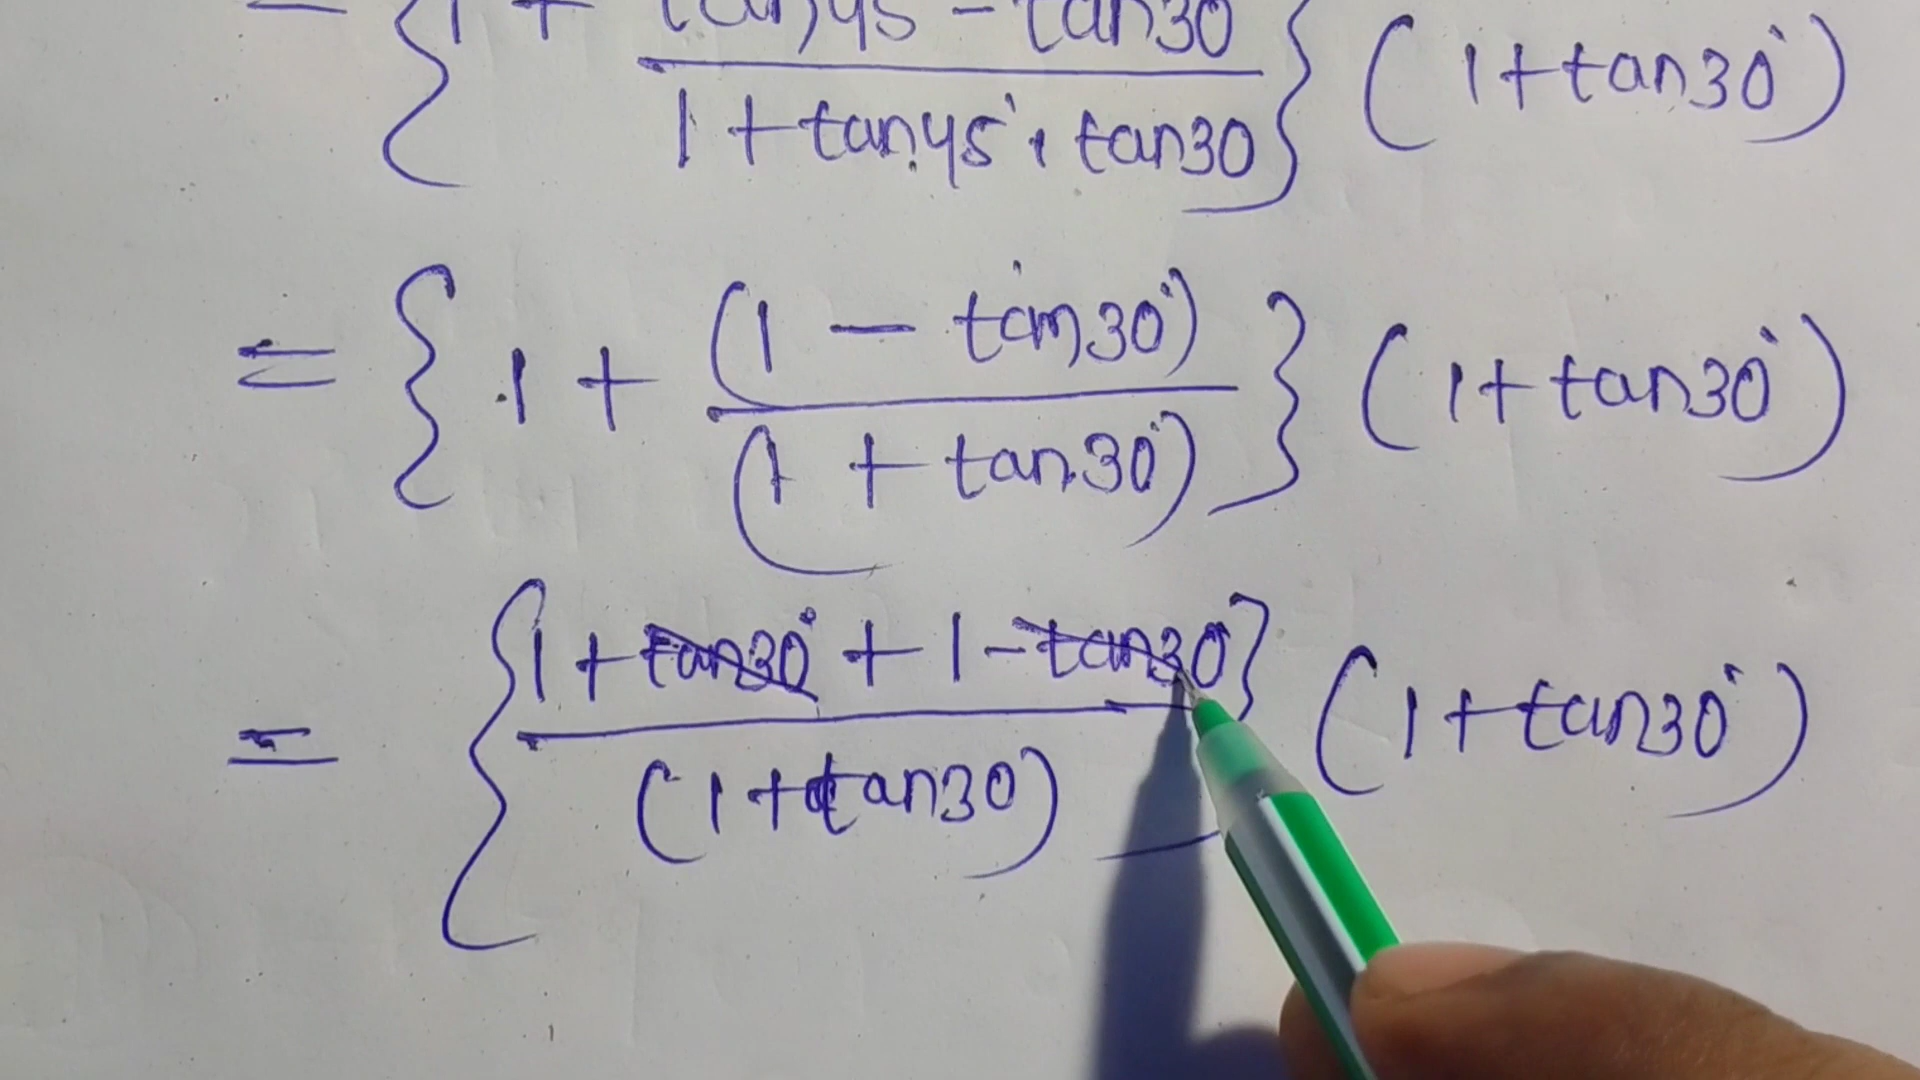 = { 1 + tan45 - tan30 / 1 + tan45° . tan30 } (1 + tan30°)
= { 1 + (1 - tan30°) / (1 + tan30°) } (1 + tan30°)
= { 1 + tan30° + 1 - tan30° / (1 + tan30) } (1 + tan30°)